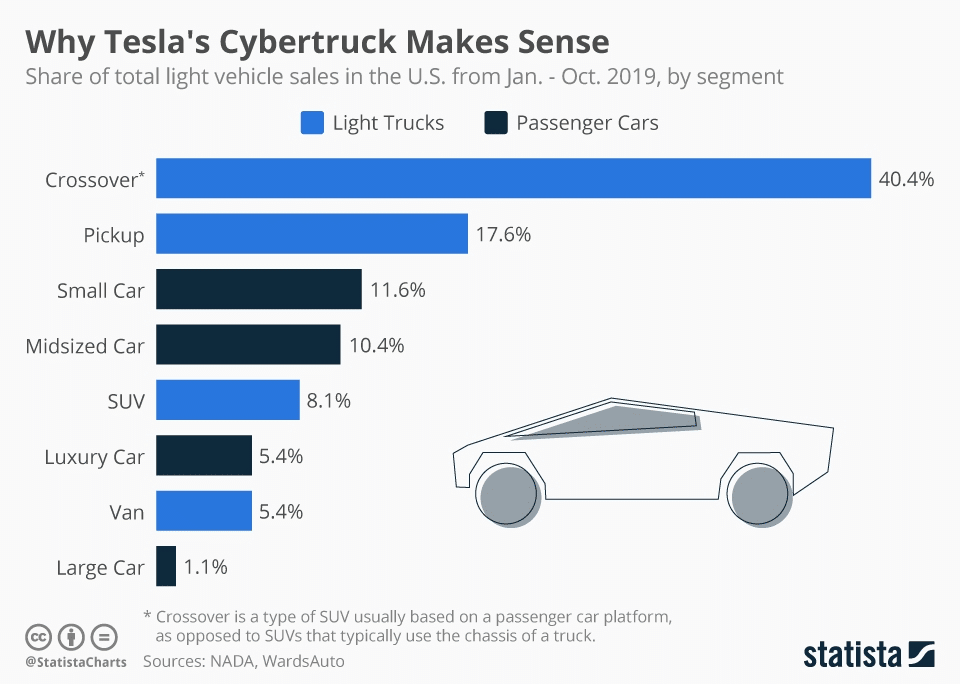 Why Tesla's Cybertruck Makes Sense
Share of total light vehicle sales in the U.S. from Jan. - Oct. 2019, by segment
Light Trucks Passenger Cars
Crossover* 40.4%
Pickup 17.6%
Small Car 11.6%
Midsized Car 10.4%
SUV 8.1%
Luxury Car 5.4%
Van 5.4%
Large Car 1.1%
* Crossover is a type of SUV usually based on a passenger car platform,
as opposed to SUVs that typically use the chassis of a truck.
cc
@StatistaCharts Sources: NADA, WardsAuto
statista